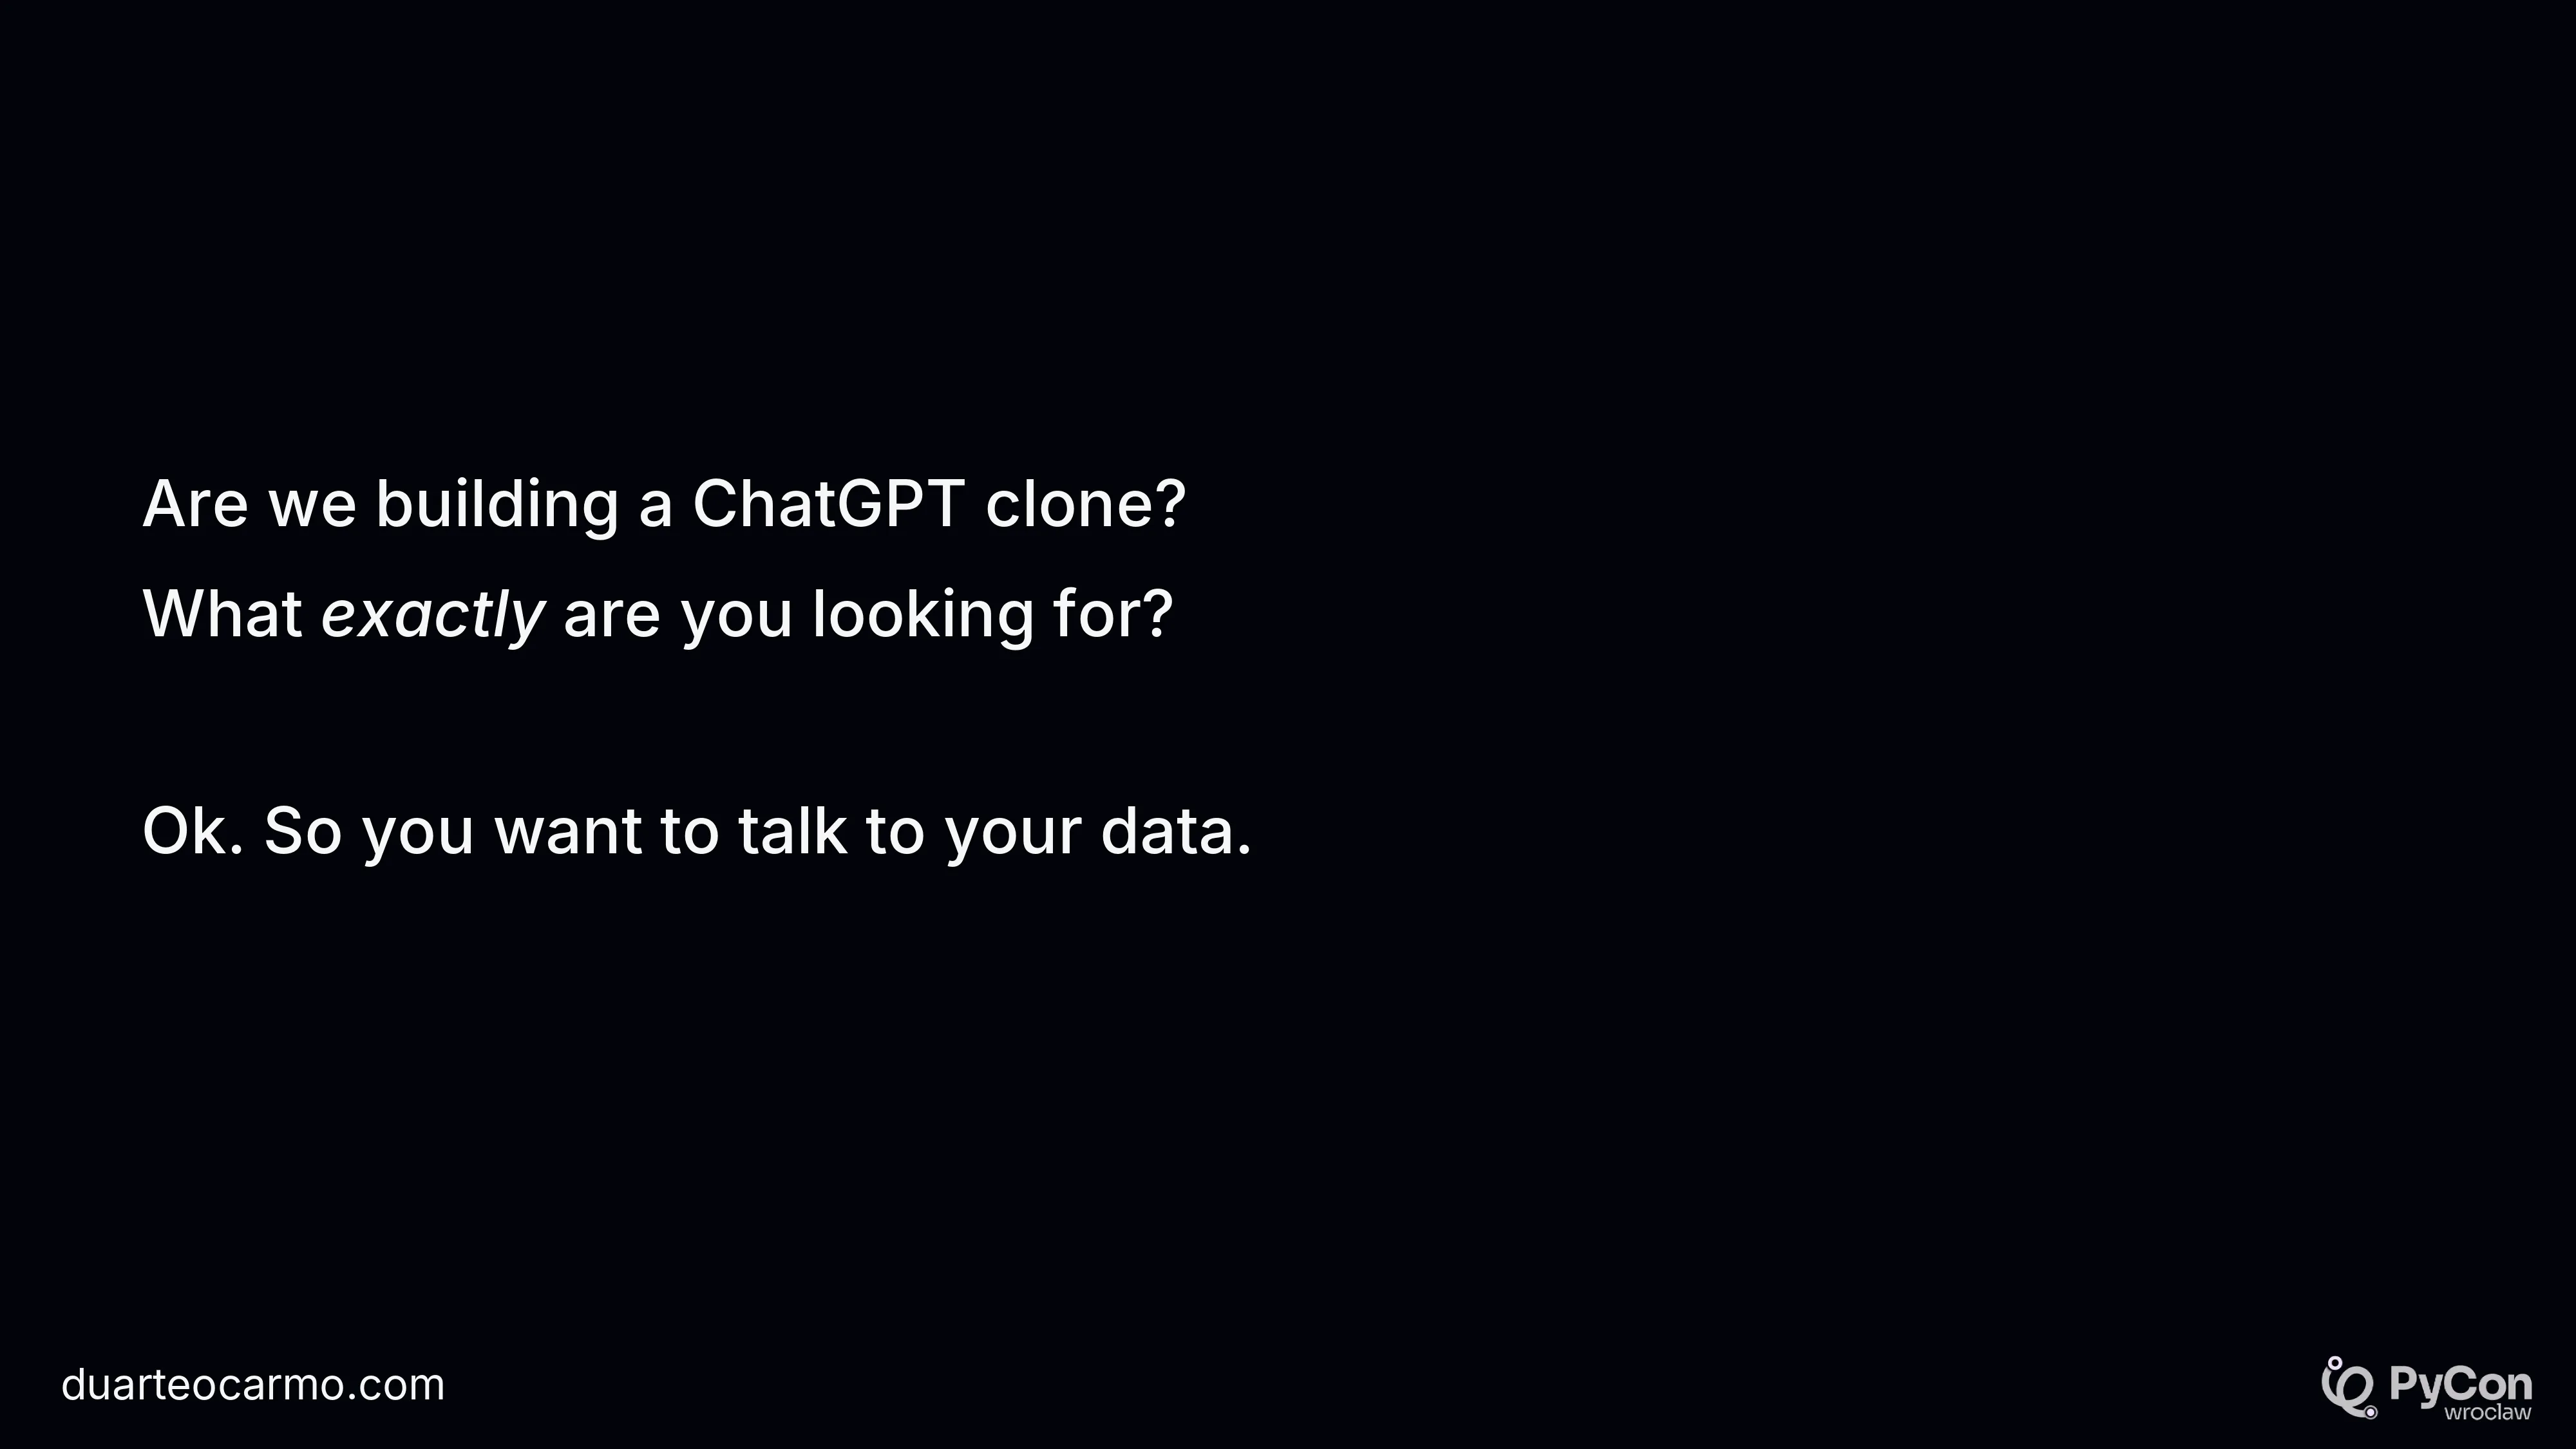 Are we building a ChatGPT clone?
What exactly are you looking for?
Ok. So you want to talk to your data.
duarteocarmo.com
PyCon
wroclaw